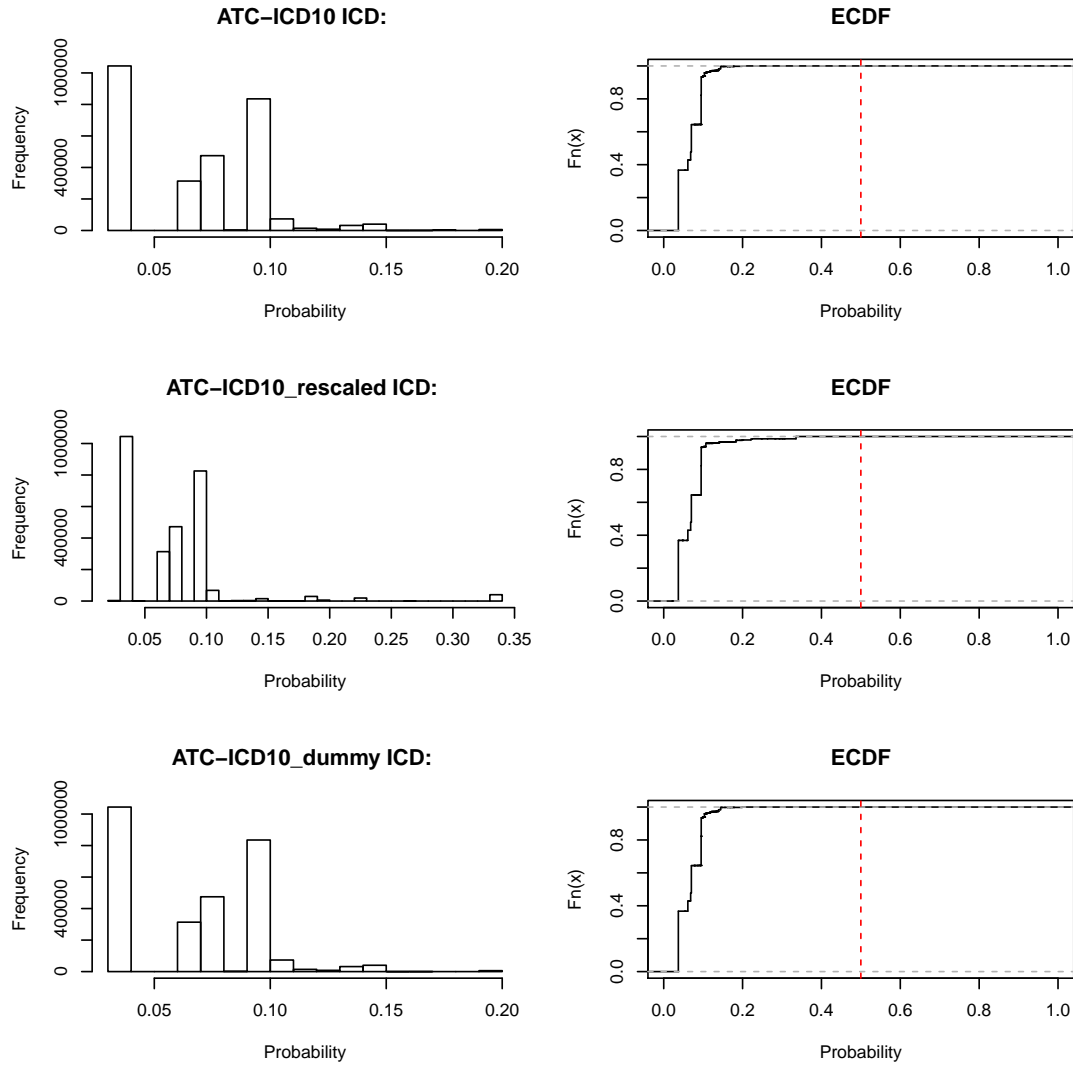 ATC−ICD10 ICD:
Frequency
0 400000 1000000
0.05 0.10 0.15 0.20
Probability
ECDF
Fn(x)
0.0 0.4 0.8
0.0 0.2 0.4 0.6 0.8 1.0
Probability
ATC−ICD10_rescaled ICD:
Frequency
0 400000 1000000
0.05 0.10 0.15 0.20 0.25 0.30 0.35
Probability
ECDF
Fn(x)
0.0 0.4 0.8
0.0 0.2 0.4 0.6 0.8 1.0
Probability
ATC−ICD10_dummy ICD:
Frequency
0 400000 1000000
0.05 0.10 0.15 0.20
Probability
ECDF
Fn(x)
0.0 0.4 0.8
0.0 0.2 0.4 0.6 0.8 1.0
Probability